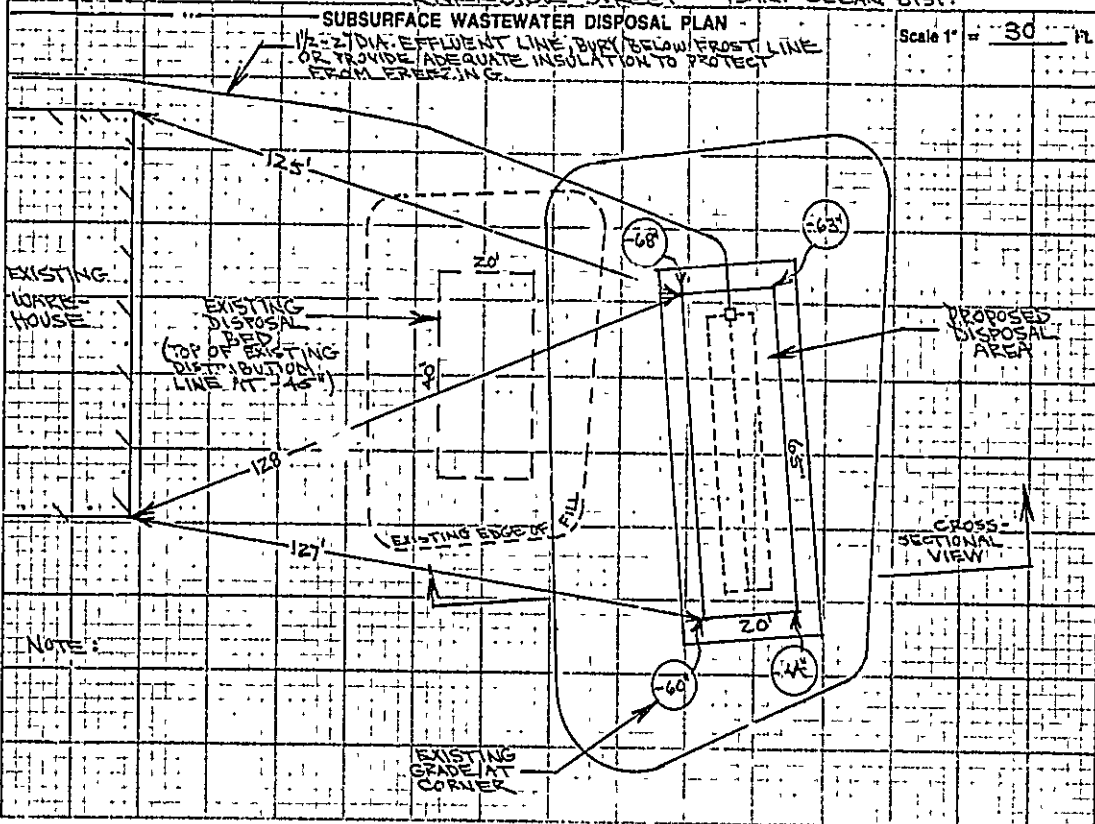 SUBSURFACE WASTEWATER DISPOSAL PLAN
Scale 1" = 30 Ft.
1½-2" DIA. EFFLUENT LINE, BURY BELOW FROST LINE
OR PROVIDE ADEQUATE INSULATION TO PROTECT
FROM FREEZING.
125'
-68"
-63"
EXISTING
WARE-
HOUSE
20'
EXISTING
DISPOSAL
BED
(TOP OF EXISTING
DISTRIBUTION
LINE AT -45")
40'
PROPOSED
DISPOSAL
AREA
65'
128
EXISTING EDGE OF FILL
127'
CROSS-
SECTIONAL
VIEW
20'
NOTE:
-60"
-44"
EXISTING
GRADE AT
CORNER